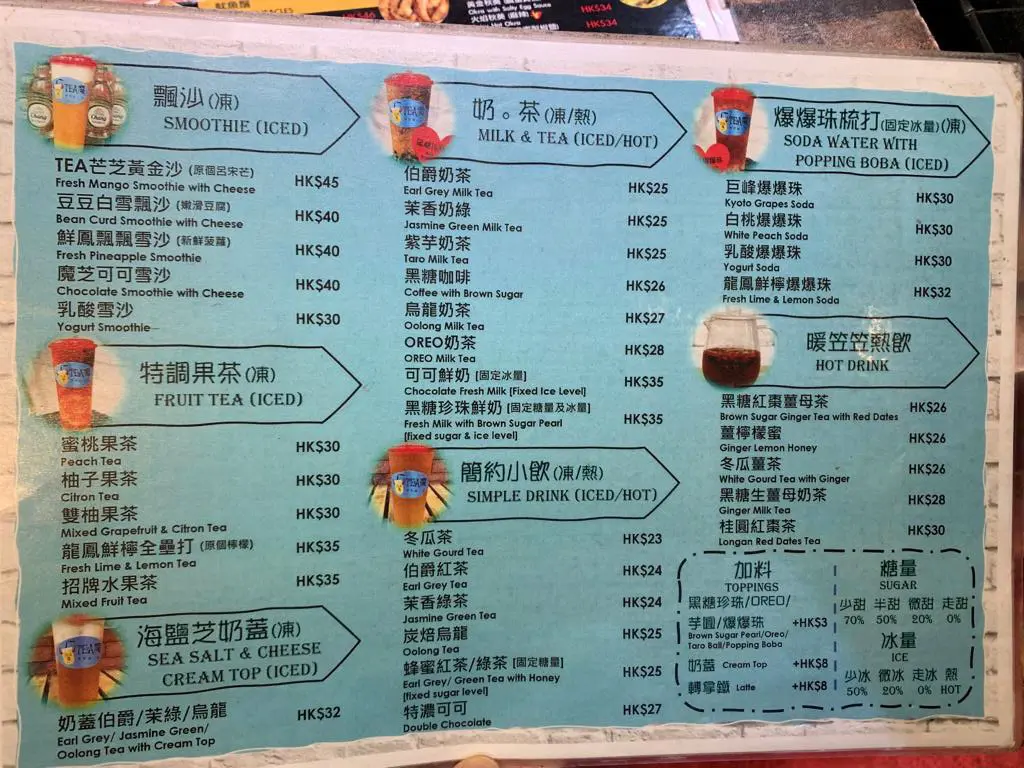 黃金秋葵
Okra with Salty Egg Sauce
HK$46
火焰秋葵
Hot Okra
HK$34
HK$34
飄沙(凍)
SMOOTHIE (ICED)
TEA芒芝黃金沙 (原個呂宋芒)
Fresh Mango Smoothie with Cheese
HK$45
豆豆白雪飄沙 (嫩滑豆腐)
Bean Curd Smoothie with Cheese
HK$40
鮮鳳飄飄雪沙 (新鮮菠蘿)
Fresh Pineapple Smoothie
HK$40
魔芝可可雪沙
Chocolate Smoothie with Cheese
HK$40
乳酸雪沙
Yogurt Smoothie
HK$30
特調果茶(凍)
FRUIT TEA (ICED)
蜜桃果茶
Peach Tea
HK$30
柚子果茶
Citron Tea
HK$30
雙柚果茶
Mixed Grapefruit & Citron Tea
HK$30
龍鳳鮮檸全壘打 (原個檸檬)
Fresh Lime & Lemon Tea
HK$35
招牌水果茶
Mixed Fruit Tea
HK$35
海鹽芝奶蓋(凍)
SEA SALT & CHEESE
CREAM TOP (ICED)
奶蓋伯爵/茉綠/烏龍
Earl Grey/ Jasmine Green/
Oolong Tea with Cream Top
HK$32
奶。茶(凍/熱)
MILK & TEA (ICED/HOT)
伯爵奶茶
Earl Grey Milk Tea
HK$25
茉香奶綠
Jasmine Green Milk Tea
HK$25
紫芋奶茶
Taro Milk Tea
HK$25
黑糖咖啡
Coffee with Brown Sugar
HK$26
烏龍奶茶
Oolong Milk Tea
HK$27
OREO奶茶
OREO Milk Tea
HK$28
可可鮮奶 [固定冰量]
Chocolate Fresh Milk [Fixed Ice Level]
HK$35
黑糖珍珠鮮奶 [固定糖量及冰量]
Fresh Milk with Brown Sugar Pearl
[fixed sugar & ice level]
HK$35
簡約小飲(凍/熱)
SIMPLE DRINK (ICED/HOT)
冬瓜茶
White Gourd Tea
HK$23
伯爵紅茶
Earl Grey Tea
HK$24
茉香綠茶
Jasmine Green Tea
HK$24
炭焙烏龍
Oolong Tea
HK$25
蜂蜜紅茶/綠茶 [固定糖量]
Earl Grey/ Green Tea with Honey
[fixed sugar level]
HK$25
特濃可可
Double Chocolate
HK$27
爆爆珠梳打(固定冰量)(凍)
SODA WATER WITH
POPPING BOBA (ICED)
巨峰爆爆珠
Kyoto Grapes Soda
HK$30
白桃爆爆珠
White Peach Soda
HK$30
乳酸爆爆珠
Yogurt Soda
HK$30
龍鳳鮮檸爆爆珠
Fresh Lime & Lemon Soda
HK$32
暖笠笠熱飲
HOT DRINK
黑糖紅棗薑母茶
Brown Sugar Ginger Tea with Red Dates
HK$26
薑檸檬蜜
Ginger Lemon Honey
HK$26
冬瓜薑茶
White Gourd Tea with Ginger
HK$26
黑糖生薑母奶茶
Ginger Milk Tea
HK$28
桂圓紅棗茶
Longan Red Dates Tea
HK$30
加料
TOPPINGS
黑糖珍珠/OREO/
芋圓/爆爆珠 +HK$3
Brown Sugar Pearl/Oreo/
Taro Ball/Popping Boba
奶蓋 Cream Top +HK$8
轉拿鐵 Latte +HK$8
糖量
SUGAR
少甜 半甜 微甜 走甜
70% 50% 20% 0%
冰量
ICE
少冰 微冰 走冰 熱
50% 20% 0% HOT